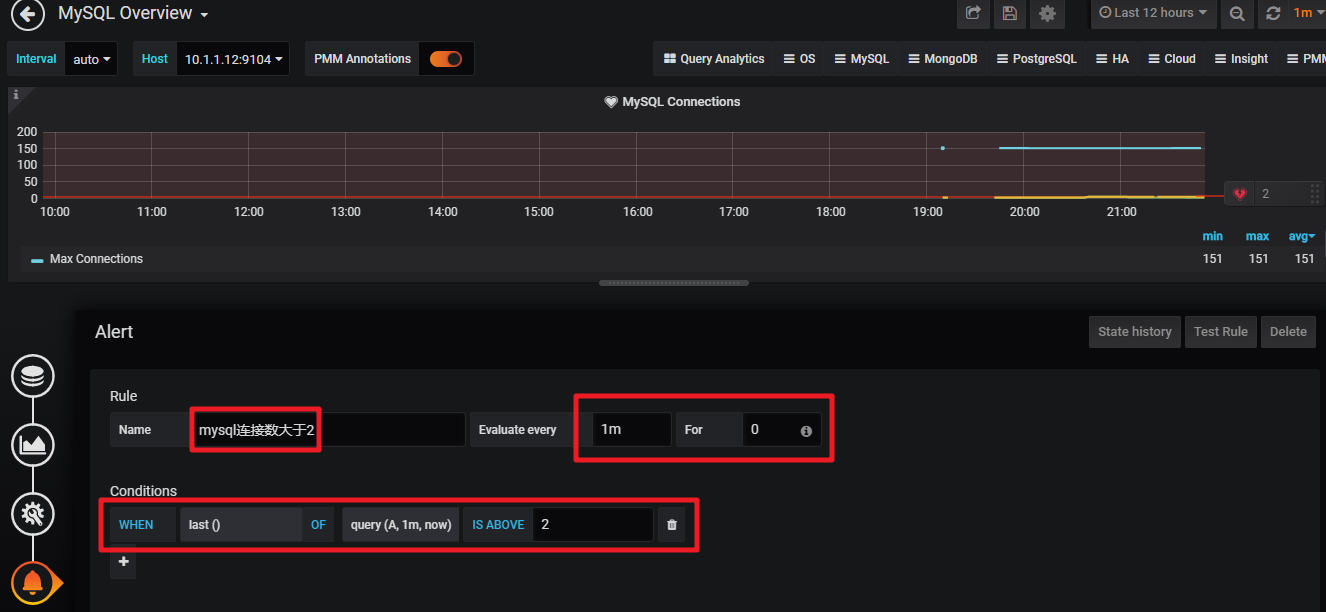 MySQL Overview
Last 12 hours
1m
Interval auto Host 10.1.1.12:9104 PMM Annotations
Query Analytics OS MySQL MongoDB PostgreSQL HA Cloud Insight PMM
i
MySQL Connections
200
150
100
50
0
10:00 11:00 12:00 13:00 14:00 15:00 16:00 17:00 18:00 19:00 20:00 21:00
2
min max avg
Max Connections 151 151 151
Alert
State history Test Rule Delete
Rule
Name mysql连接数大于2 Evaluate every 1m For 0 i
Conditions
WHEN last () OF query (A, 1m, now) IS ABOVE 2
+